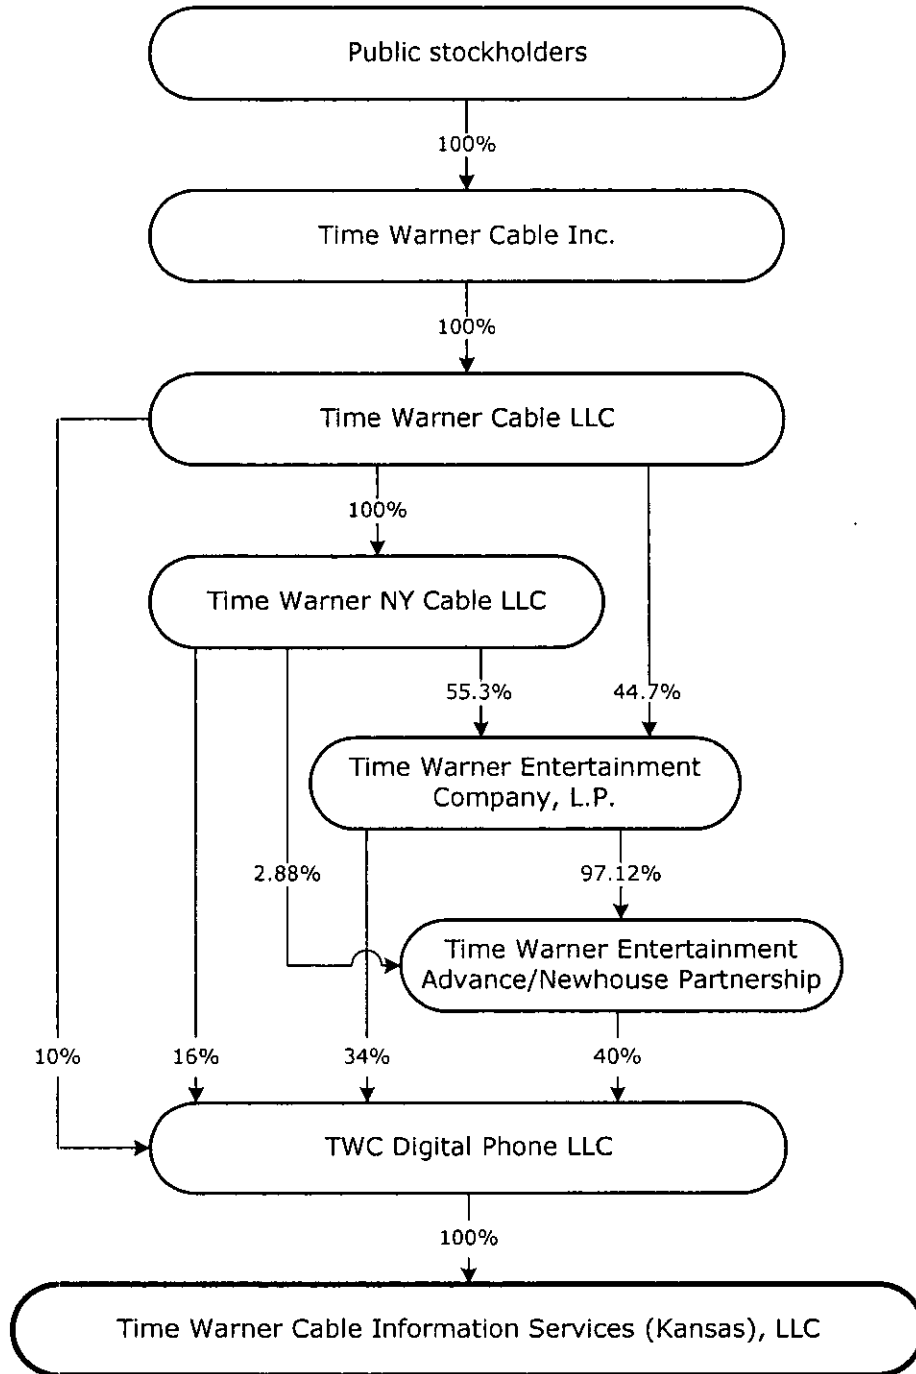 Public stockholders
100%
Time Warner Cable Inc.
100%
Time Warner Cable LLC
100%
Time Warner NY Cable LLC
55.3%
44.7%
Time Warner Entertainment
Company, L.P.
2.88%
97.12%
Time Warner Entertainment
Advance/Newhouse Partnership
10%
16%
34%
40%
TWC Digital Phone LLC
100%
Time Warner Cable Information Services (Kansas), LLC